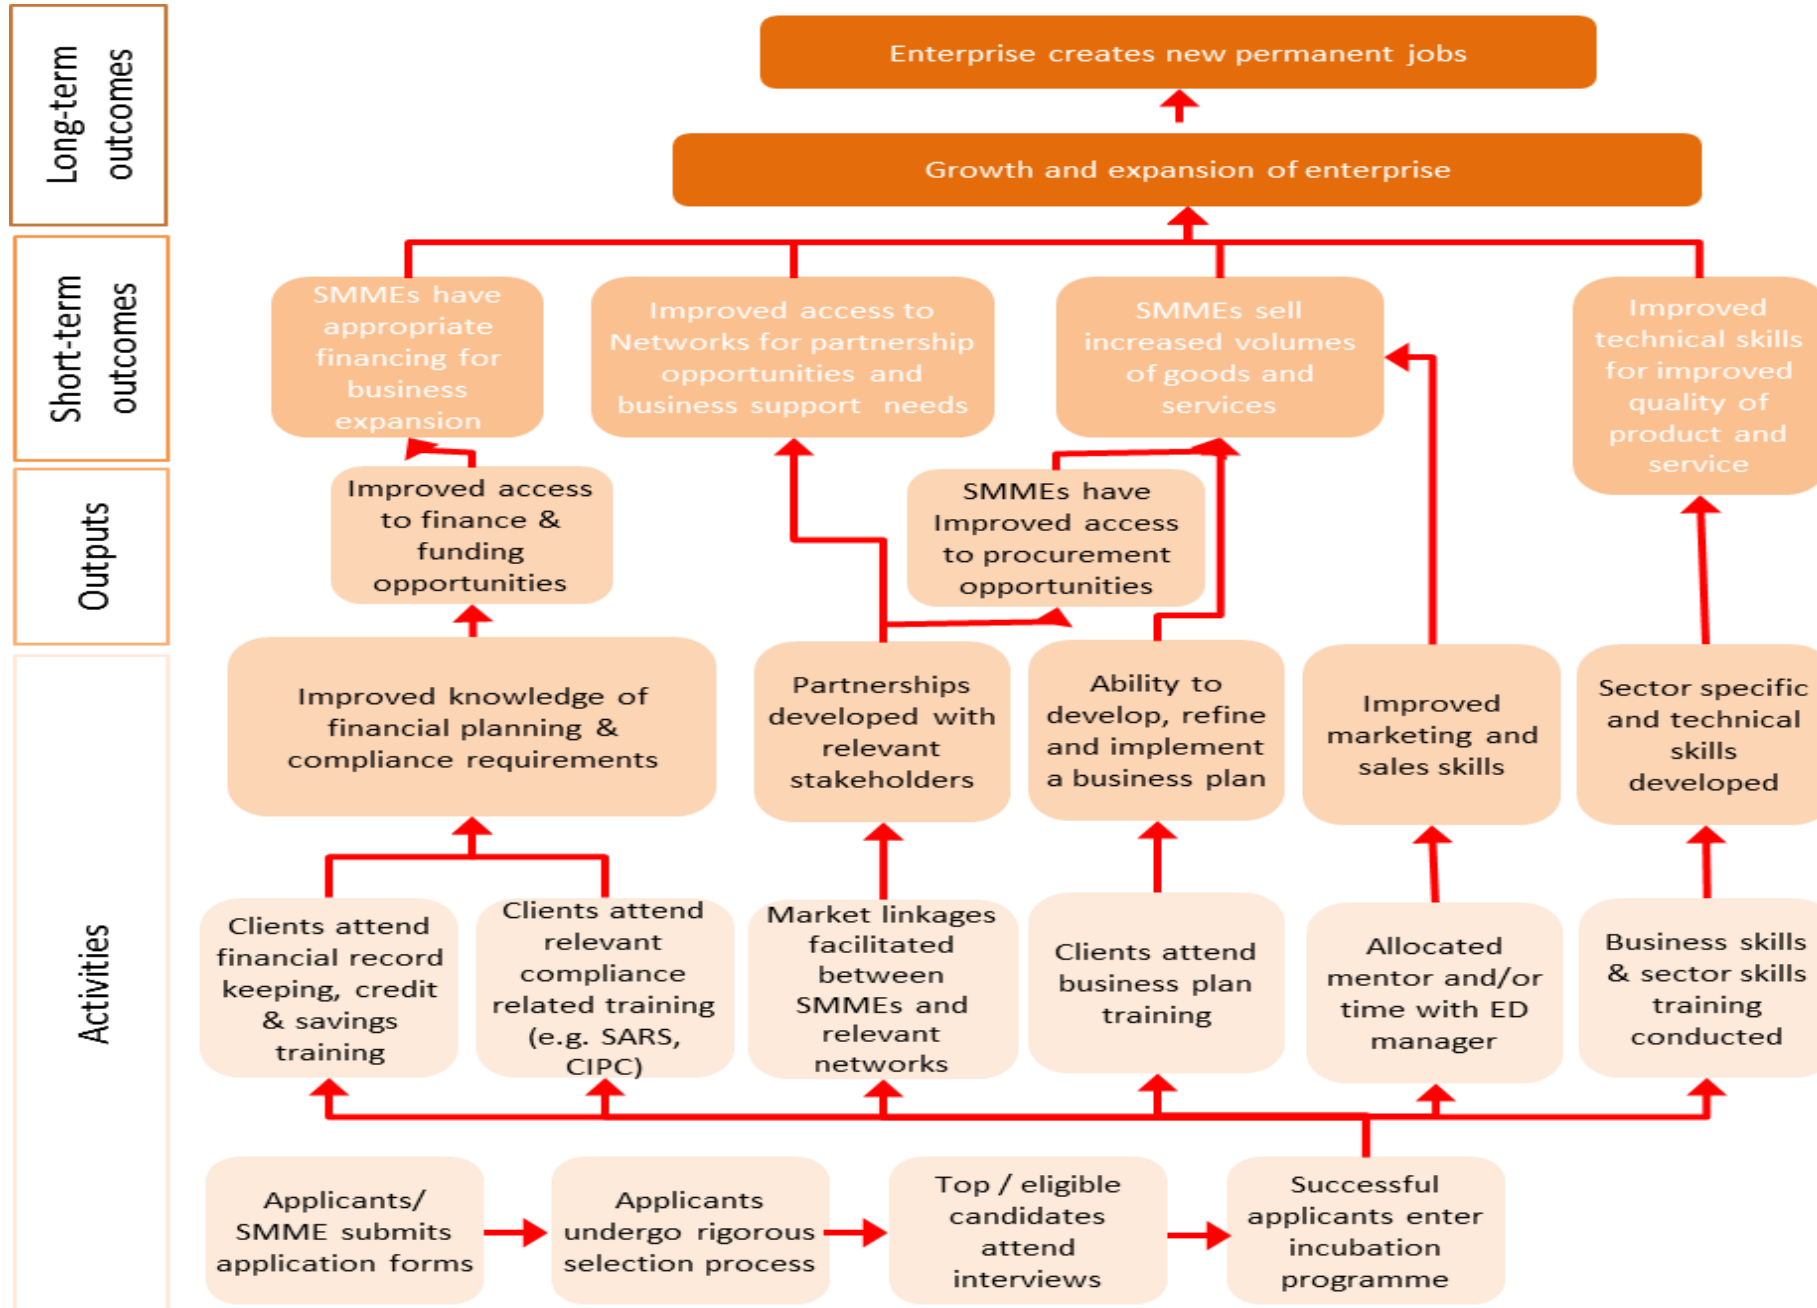 Long-term
outcomes
Enterprise creates new permanent jobs
Growth and expansion of enterprise
Short-term
outcomes
SMMEs have
appropriate
financing for
business
expansion
Improved access to
Networks for partnership
opportunities and
business support needs
SMMEs sell
increased volumes
of goods and
services
Improved
technical skills
for improved
quality of
product and
service
Outputs
Improved access
to finance &
funding
opportunities
SMMEs have
Improved access
to procurement
opportunities
Activities
Improved knowledge of
financial planning &
compliance requirements
Partnerships
developed with
relevant
stakeholders
Ability to
develop, refine
and implement
a business plan
Improved
marketing and
sales skills
Sector specific
and technical
skills
developed
Clients attend
financial record
keeping, credit
& savings
training
Clients attend
relevant
compliance
related training
(e.g. SARS,
CIPC)
Market linkages
facilitated
between
SMMEs and
relevant
networks
Clients attend
business plan
training
Allocated
mentor and/or
time with ED
manager
Business skills
& sector skills
training
conducted
Applicants/
SMME submits
application forms
Applicants
undergo rigorous
selection process
Top / eligible
candidates
attend
interviews
Successful
applicants enter
incubation
programme